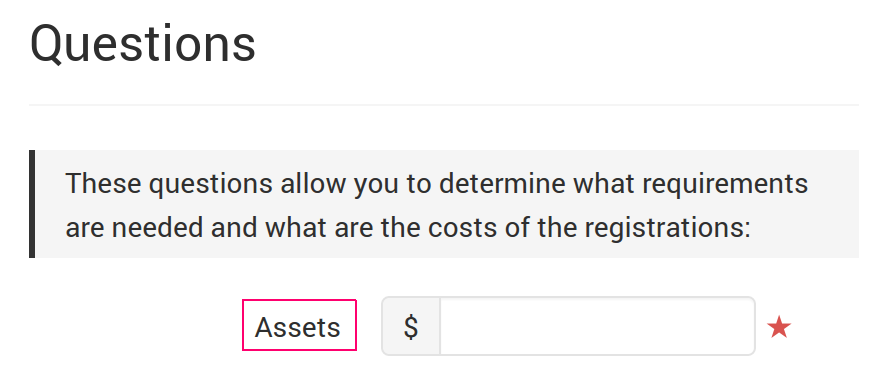 Questions
These questions allow you to determine what requirements
are needed and what are the costs of the registrations:
Assets $